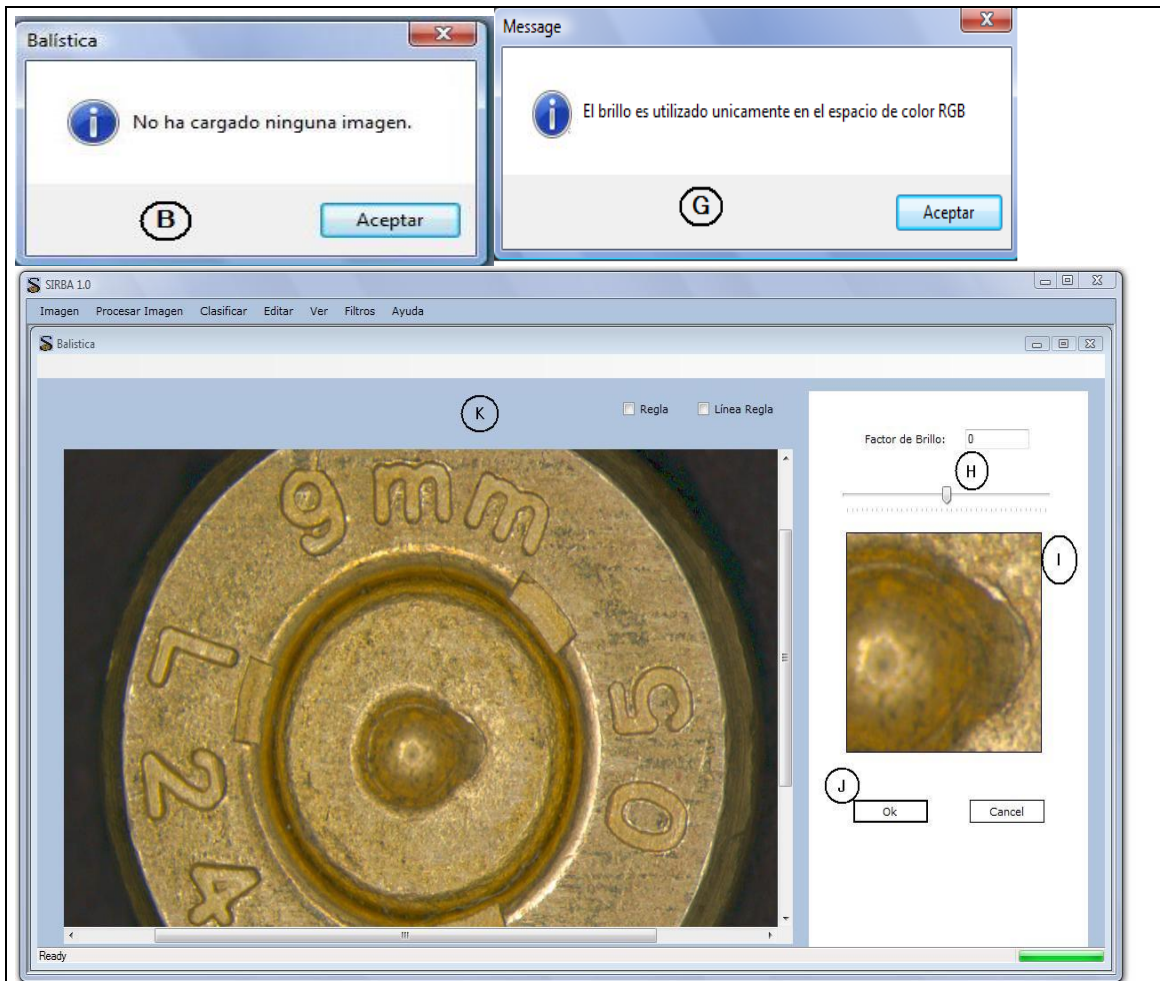 Balística
No ha cargado ninguna imagen.
B
Aceptar
Message
El brillo es utilizado unicamente en el espacio de color RGB
G
Aceptar
SIRBA 1.0
Imagen Procesar Imagen Clasificar Editar Ver Filtros Ayuda
Balistica
K
Regla Línea Regla
Factor de Brillo: 0
H
I
J
Ok Cancel
9mm
L
24
50
Ready